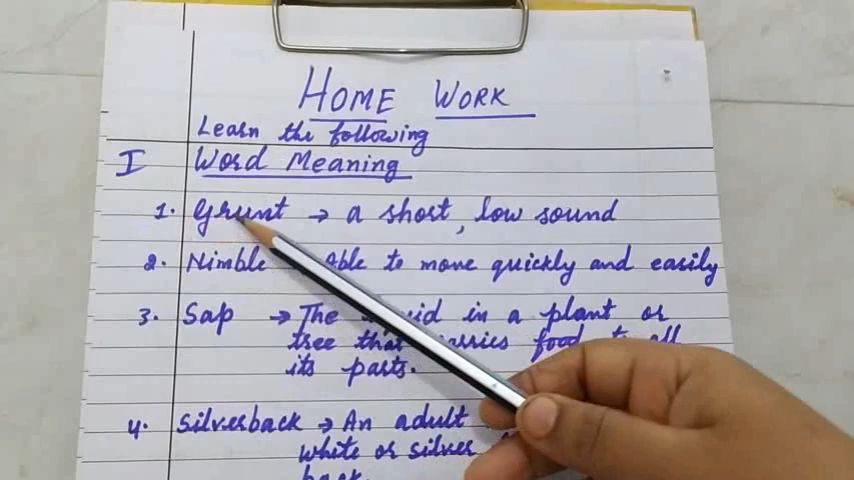 HOME WORK
Learn the following
I Word Meaning
1. Grunt → a short, low sound
2. Nimble Able to move quickly and easily
3. Sap → The in a plant or
tree that carries food to all
its parts.
4. Silverback → An adult
white or silver
back.